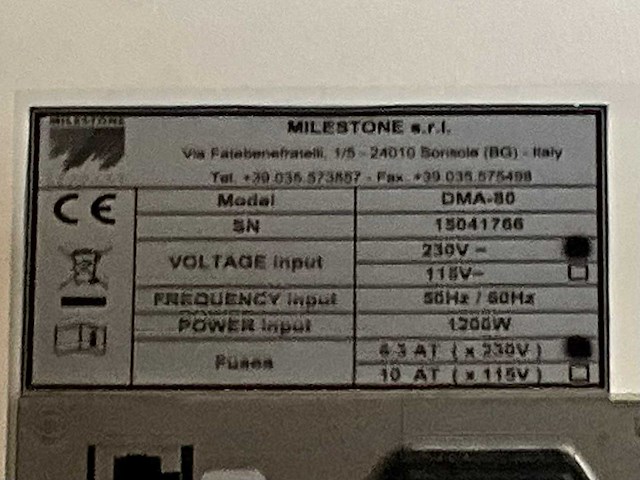 MILESTONE
MILESTONE s.r.l.
Via Fatebenefratelli, 1/5 - 24010 Sorisole (BG) - Italy
Tel. +39.035.573857 - Fax. +39.035.575498
CE
Model DMA-80
SN 15041766
VOLTAGE input 230V ~
115V~
FREQUENCY input 50Hz / 60Hz
POWER input 1200W
Fuses 6.3 AT ( x 230V )
10 AT ( x 115V )